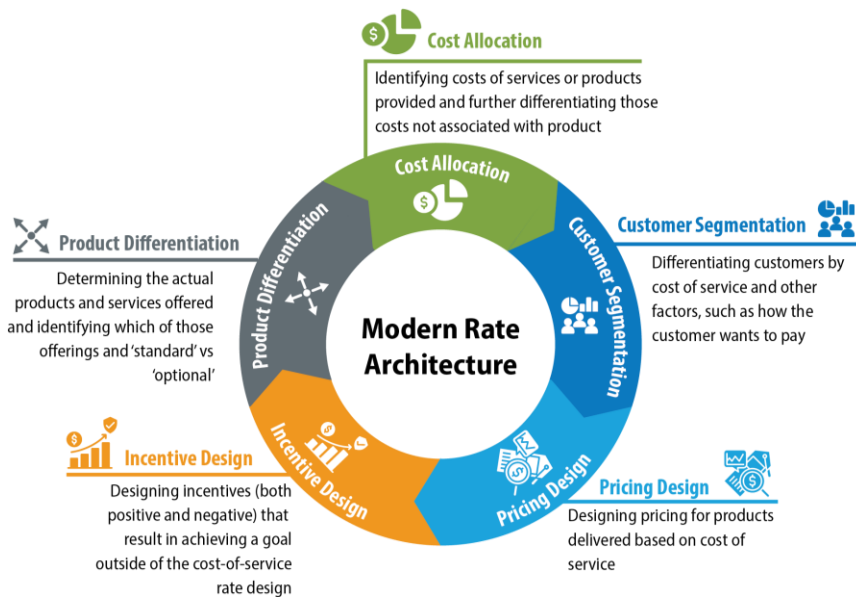 Cost Allocation
Identifying costs of services or products
provided and further differentiating those
costs not associated with product
Cost Allocation
Customer Segmentation
Customer Segmentation
Differentiating customers by
cost of service and other
factors, such as how the
customer wants to pay
Product Differentiation
Product Differentiation
Determining the actual
products and services offered
and identifying which of those
offerings and ‘standard’ vs
‘optional’
Modern Rate
Architecture
Incentive Design
Incentive Design
Designing incentives (both
positive and negative) that
result in achieving a goal
outside of the cost-of-service
rate design
Pricing Design
Pricing Design
Designing pricing for products
delivered based on cost of
service